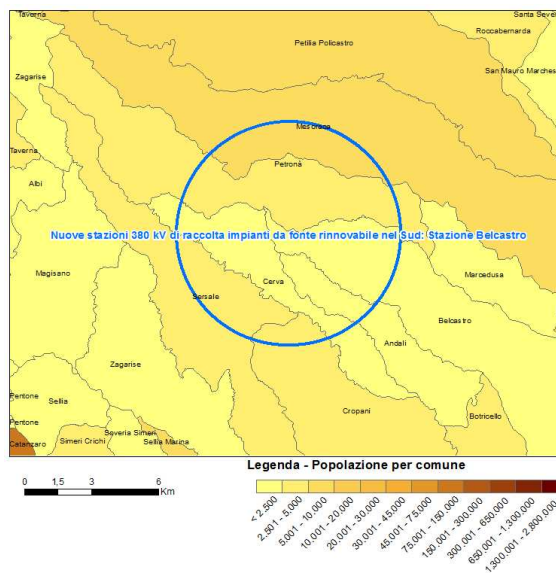 Taverna
Santa Sever
Roccabernarda
Petilia Policastro
Zagarise
San Mauro Marches
Mesoraca
Taverna
Petronà
Albi
Nuove stazioni 380 kV di raccolta impianti da fonte rinnovabile nel Sud: Stazione Belcastro
Magisano
Marcedusa
Cerva
Sersale
Belcastro
Andali
Zagarise
Pentone
Sellia
Cropani
Botricello
Pentone
Soveria Simeri
Catanzaro
Simeri Crichi
Sellia Marina
Legenda - Popolazione per comune
0 1,5 3 6
Km
< 2.500
2.501 - 5.000
5.001 - 10.000
10.001 - 20.000
20.001 - 30.000
30.001 - 45.000
45.001 - 75.000
75.001 - 150.000
150.001 - 300.000
300.001 - 650.000
650.001 - 1.300.000
1.300.001 - 2.800.000